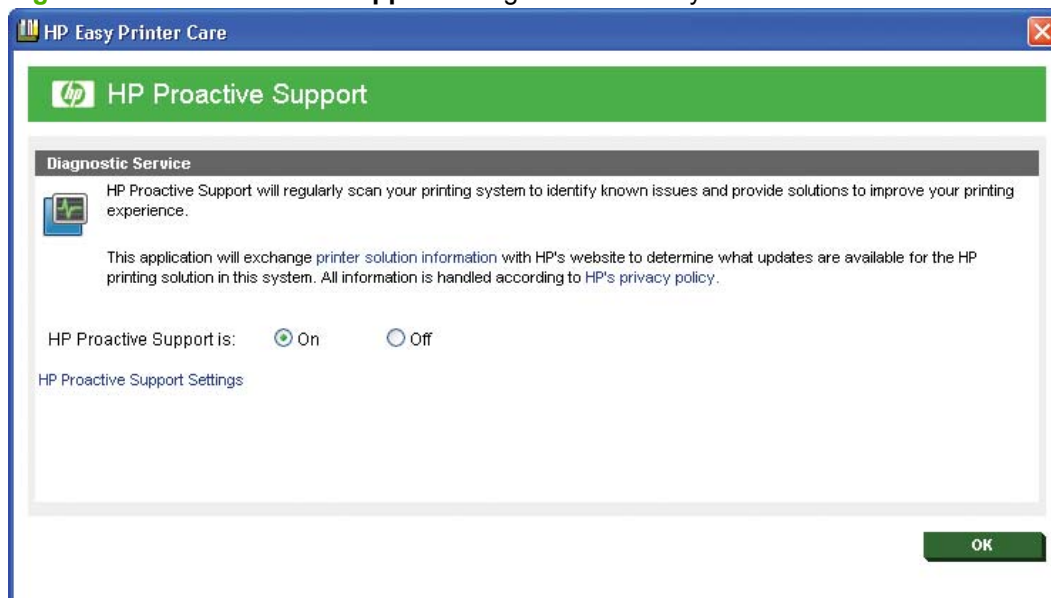 HP Easy Printer Care
hp HP Proactive Support
Diagnostic Service
HP Proactive Support will regularly scan your printing system to identify known issues and provide solutions to improve your printing
experience.
This application will exchange printer solution information with HP's website to determine what updates are available for the HP
printing solution in this system. All information is handled according to HP's privacy policy.
HP Proactive Support is: On Off
HP Proactive Support Settings
OK